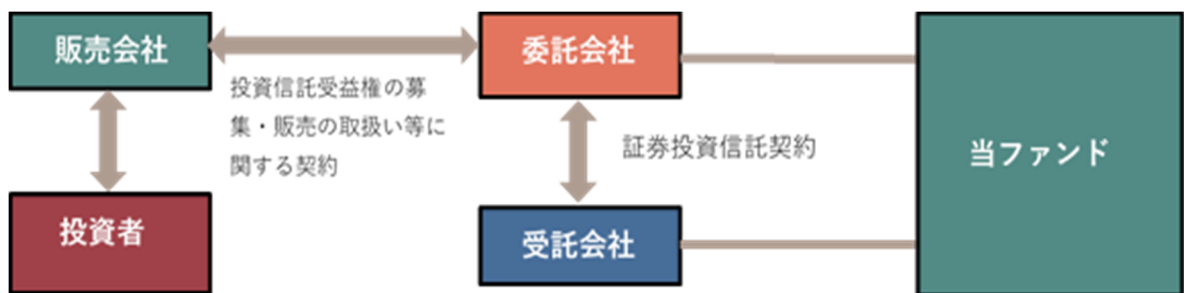 販売会社
委託会社
投資信託受益権の募
集・販売の取扱い等に
関する契約
証券投資信託契約
当ファンド
投資者
受託会社